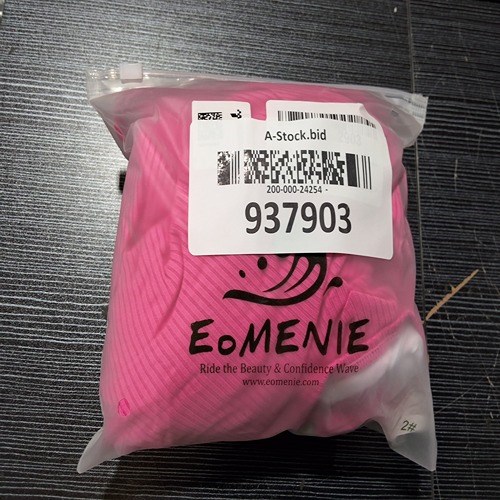 A-Stock.bid
200-000-24254 -
937903
EOMENIE
Ride the Beauty & Confidence Wave
www.eomenie.com
2#